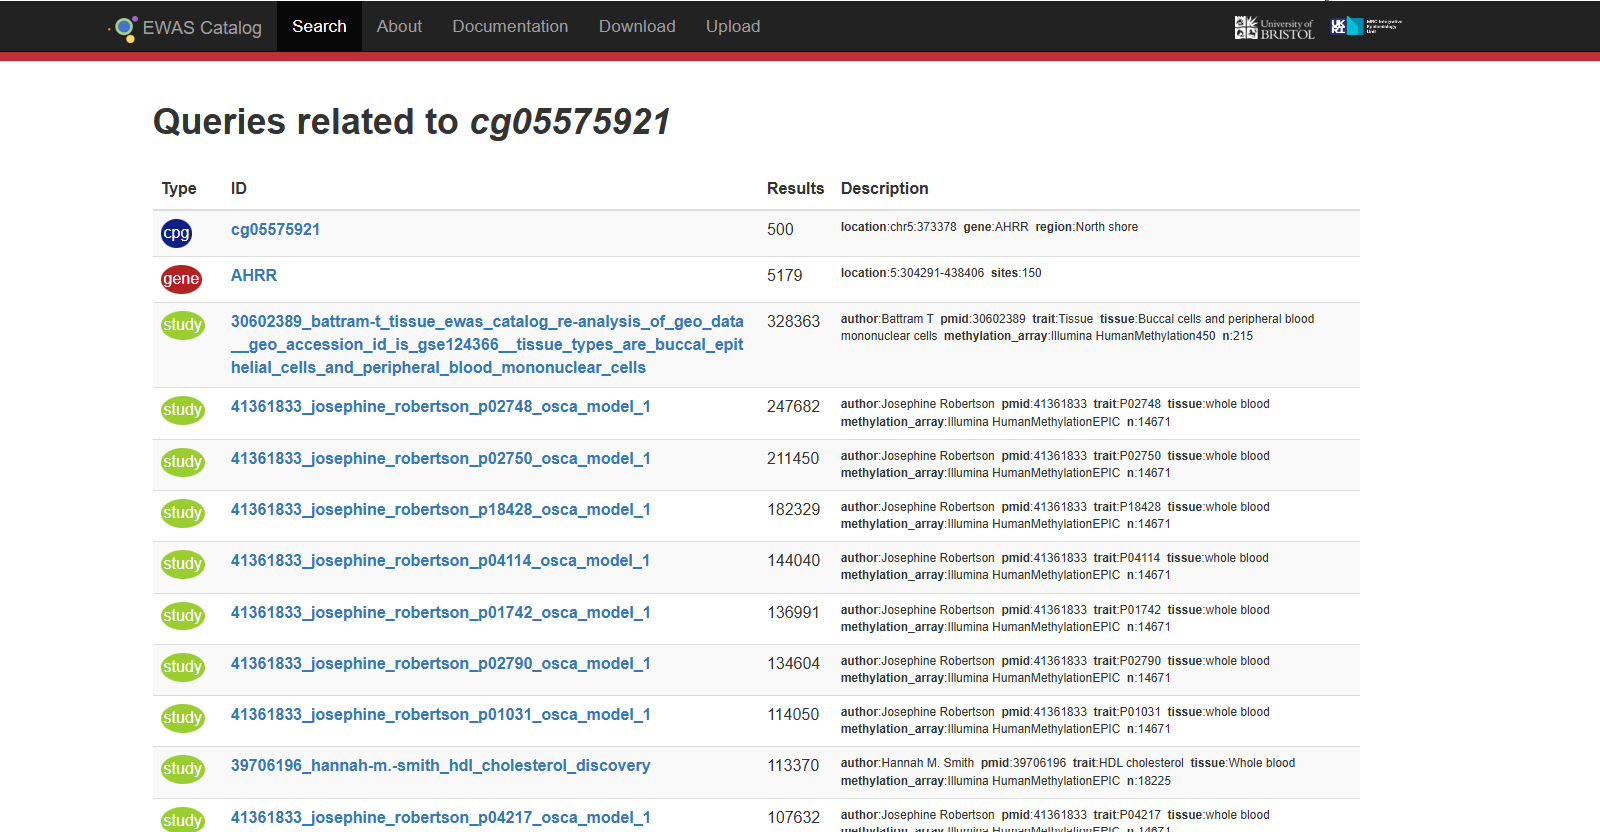 EWAS Catalog Search About Documentation Download Upload University of BRISTOL UK RI MRC Integrative Epidemiology Unit
Queries related to cg05575921
Type ID Results Description
cpg cg05575921 500 location:chr5:373378 gene:AHRR region:North shore
gene AHRR 5179 location:5:304291-438406 sites:150
study 30602389_battram-t_tissue_ewas_catalog_re-analysis_of_geo_data 328363 author:Battram T pmid:30602389 trait:Tissue tissue:Buccal cells and peripheral blood
__geo_accession_id_is_gse124366__tissue_types_are_buccal_epit mononuclear cells methylation_array:Illumina HumanMethylation450 n:215
helial_cells_and_peripheral_blood_mononuclear_cells
study 41361833_josephine_robertson_p02748_osca_model_1 247682 author:Josephine Robertson pmid:41361833 trait:P02748 tissue:whole blood
methylation_array:Illumina HumanMethylationEPIC n:14671
study 41361833_josephine_robertson_p02750_osca_model_1 211450 author:Josephine Robertson pmid:41361833 trait:P02750 tissue:whole blood
methylation_array:Illumina HumanMethylationEPIC n:14671
study 41361833_josephine_robertson_p18428_osca_model_1 182329 author:Josephine Robertson pmid:41361833 trait:P18428 tissue:whole blood
methylation_array:Illumina HumanMethylationEPIC n:14671
study 41361833_josephine_robertson_p04114_osca_model_1 144040 author:Josephine Robertson pmid:41361833 trait:P04114 tissue:whole blood
methylation_array:Illumina HumanMethylationEPIC n:14671
study 41361833_josephine_robertson_p01742_osca_model_1 136991 author:Josephine Robertson pmid:41361833 trait:P01742 tissue:whole blood
methylation_array:Illumina HumanMethylationEPIC n:14671
study 41361833_josephine_robertson_p02790_osca_model_1 134604 author:Josephine Robertson pmid:41361833 trait:P02790 tissue:whole blood
methylation_array:Illumina HumanMethylationEPIC n:14671
study 41361833_josephine_robertson_p01031_osca_model_1 114050 author:Josephine Robertson pmid:41361833 trait:P01031 tissue:whole blood
methylation_array:Illumina HumanMethylationEPIC n:14671
study 39706196_hannah-m.-smith_hdl_cholesterol_discovery 113370 author:Hannah M. Smith pmid:39706196 trait:HDL cholesterol tissue:Whole blood
methylation_array:Illumina HumanMethylationEPIC n:18225
study 41361833_josephine_robertson_p04217_osca_model_1 107632 author:Josephine Robertson pmid:41361833 trait:P04217 tissue:whole blood
methylation_array:Illumina HumanMethylationEPIC n:14671